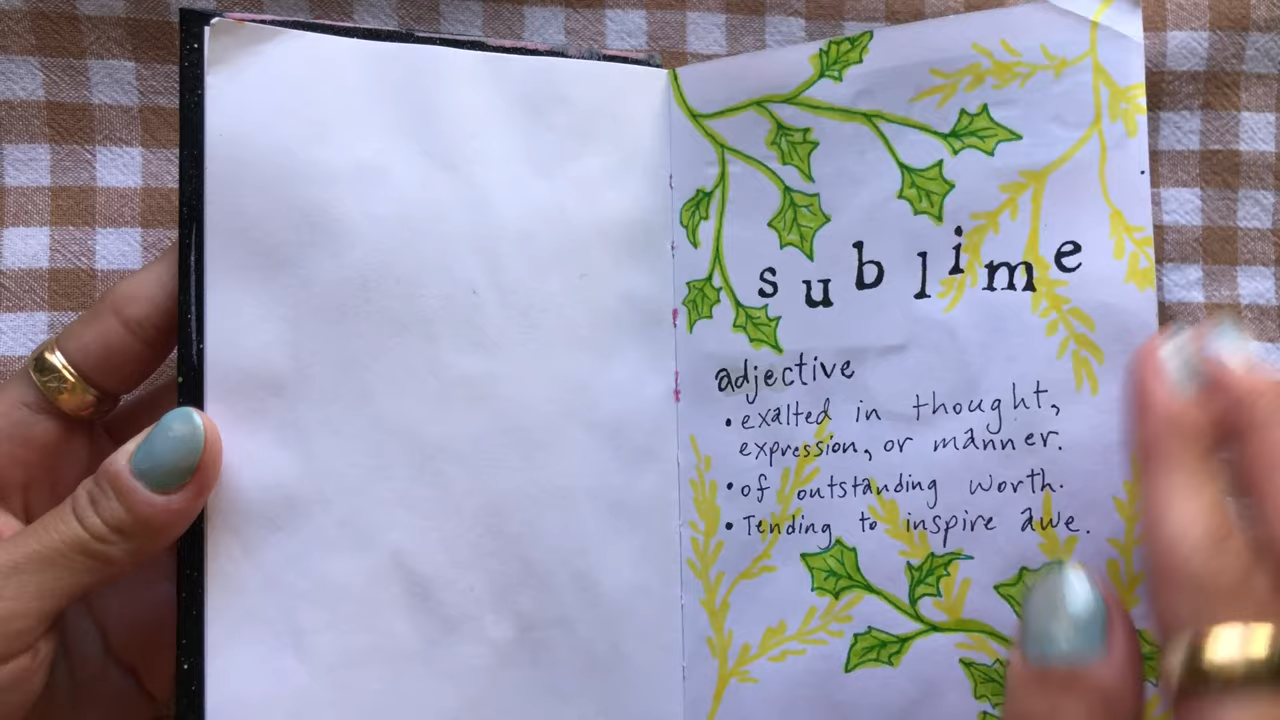 sublime
adjective
• exalted in thought,
expression, or manner.
• of outstanding worth.
• Tending to inspire awe.